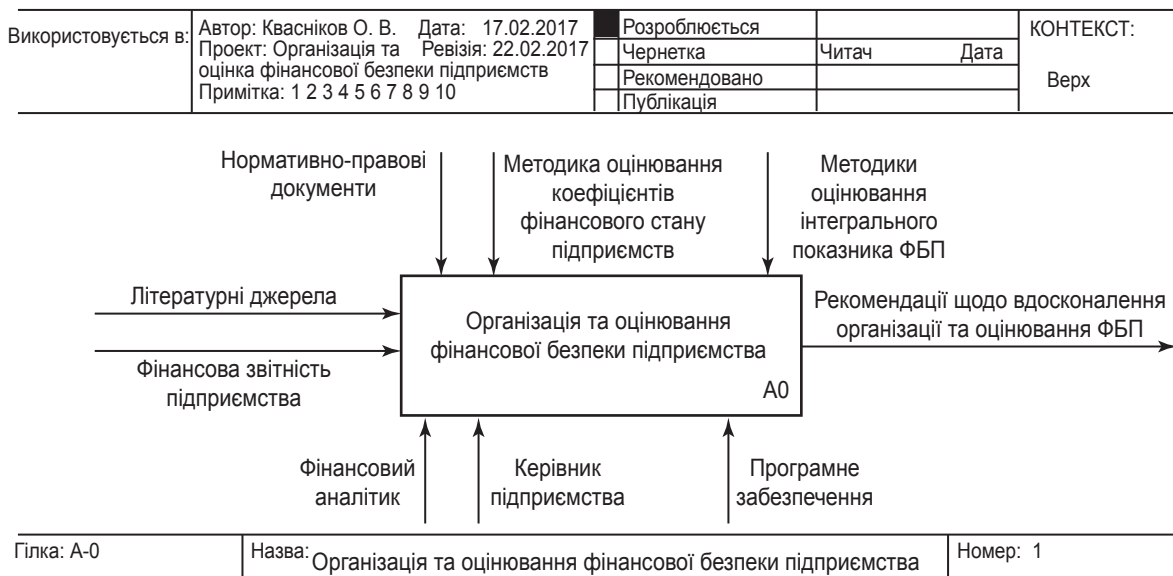 Використовується в:
Автор: Квасніков О. В. Дата: 17.02.2017
Проект: Організація та Ревізія: 22.02.2017
оцінка фінансової безпеки підприємств
Примітка: 1 2 3 4 5 6 7 8 9 10
Розроблюється
Чернетка
Рекомендовано
Публікація
Читач Дата
КОНТЕКСТ:
Верх
Нормативно-правові
документи
Методика оцінювання
коефіцієнтів
фінансового стану
підприємств
Методики
оцінювання
інтегрального
показника ФБП
Літературні джерела
Фінансова звітність
підприємства
Організація та оцінювання
фінансової безпеки підприємства
А0
Рекомендації щодо вдосконалення
організації та оцінювання ФБП
Фінансовий
аналітик
Керівник
підприємства
Програмне
забезпечення
Гілка: А-0
Назва: Організація та оцінювання фінансової безпеки підприємства
Номер: 1